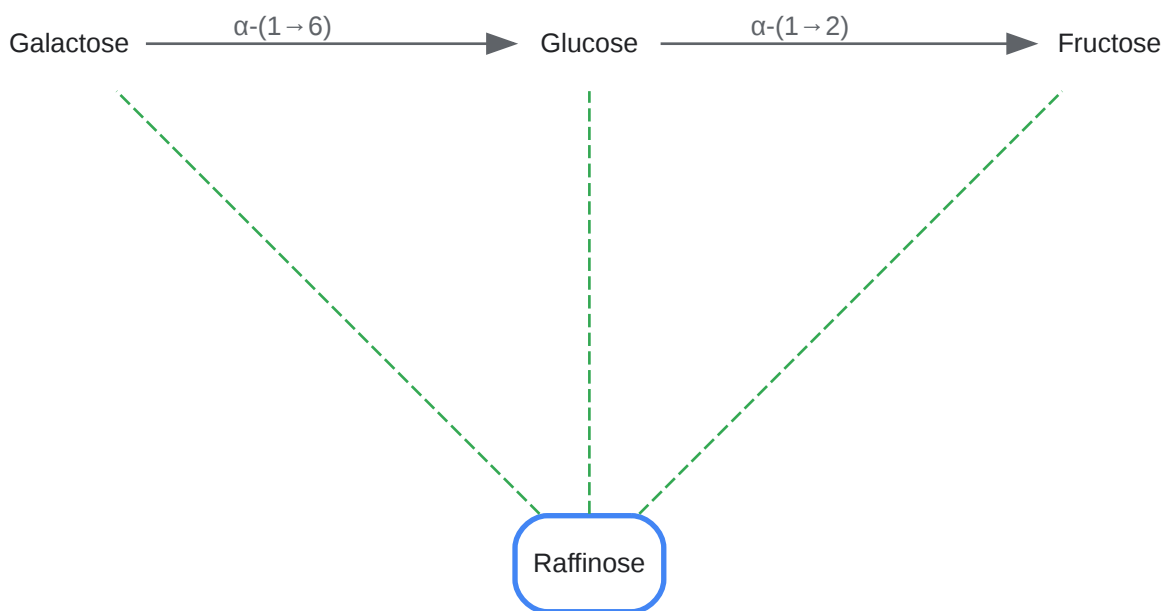 Galactose α-(1→6) Glucose α-(1→2) Fructose
Raffinose